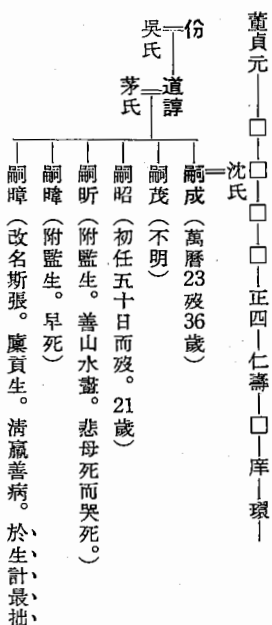 董貞元―□―□―□―□―正四―仁壽―□―庠―環―
份
吳氏
道諄
茅氏
沈氏
嗣成（萬曆23歿36歲）
嗣茂（不明）
嗣昭（初任五十日而歿。21歲）
嗣昕（附監生。善山水畫。悲母死而哭死。）
嗣暐（附監生。早死）
嗣暲（改名斯張。廩貢生。清羸善病。於生計最拙